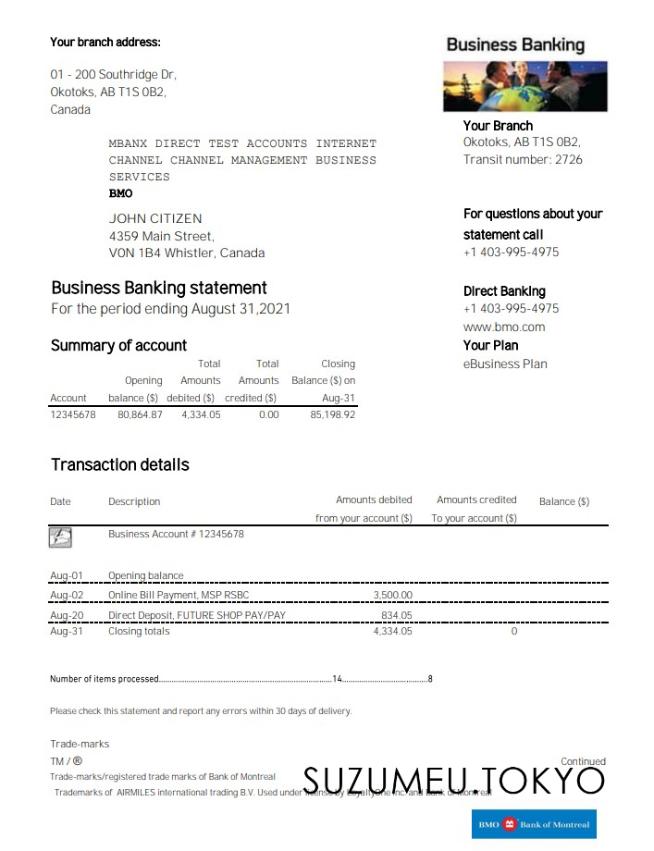 Your branch address:
01 - 200 Southridge Dr,
Okotoks, AB T1S 0B2,
Canada
Business Banking
Your Branch
Okotoks, AB T1S 0B2,
Transit number: 2726
MBANX DIRECT TEST ACCOUNTS INTERNET
CHANNEL CHANNEL MANAGEMENT BUSINESS
SERVICES
BMO
JOHN CITIZEN
4359 Main Street,
V0N 1B4 Whistler, Canada
For questions about your
statement call
+1 403-995-4975
Direct Banking
+1 403-995-4975
www.bmo.com
Your Plan
eBusiness Plan
Business Banking statement
For the period ending August 31,2021
Summary of account
Total Total Closing
Opening Amounts Amounts Balance ($) on
Account balance ($) debited ($) credited ($) Aug-31
12345678 80,864.87 4,334.05 0.00 85,198.92
Transaction details
Date Description Amounts debited Amounts credited Balance ($)
from your account ($) To your account ($)
Business Account # 12345678
Aug-01 Opening balance
Aug-02 Online Bill Payment, MSP RSBC 3,500.00
Aug-20 Direct Deposit, FUTURE SHOP PAY/PAY 834.05
Aug-31 Closing totals 4,334.05 0
Number of items processed.....14.....8
Please check this statement and report any errors within 30 days of delivery.
Trade-marks
TM / ® Continued
Trade-marks/registered trade marks of Bank of Montreal
Trademarks of AIRMILES international trading B.V. Used under license by LoyaltyOne Inc. and Bank of Montreal
SUZUMEU.TOKYO
BMO Bank of Montreal